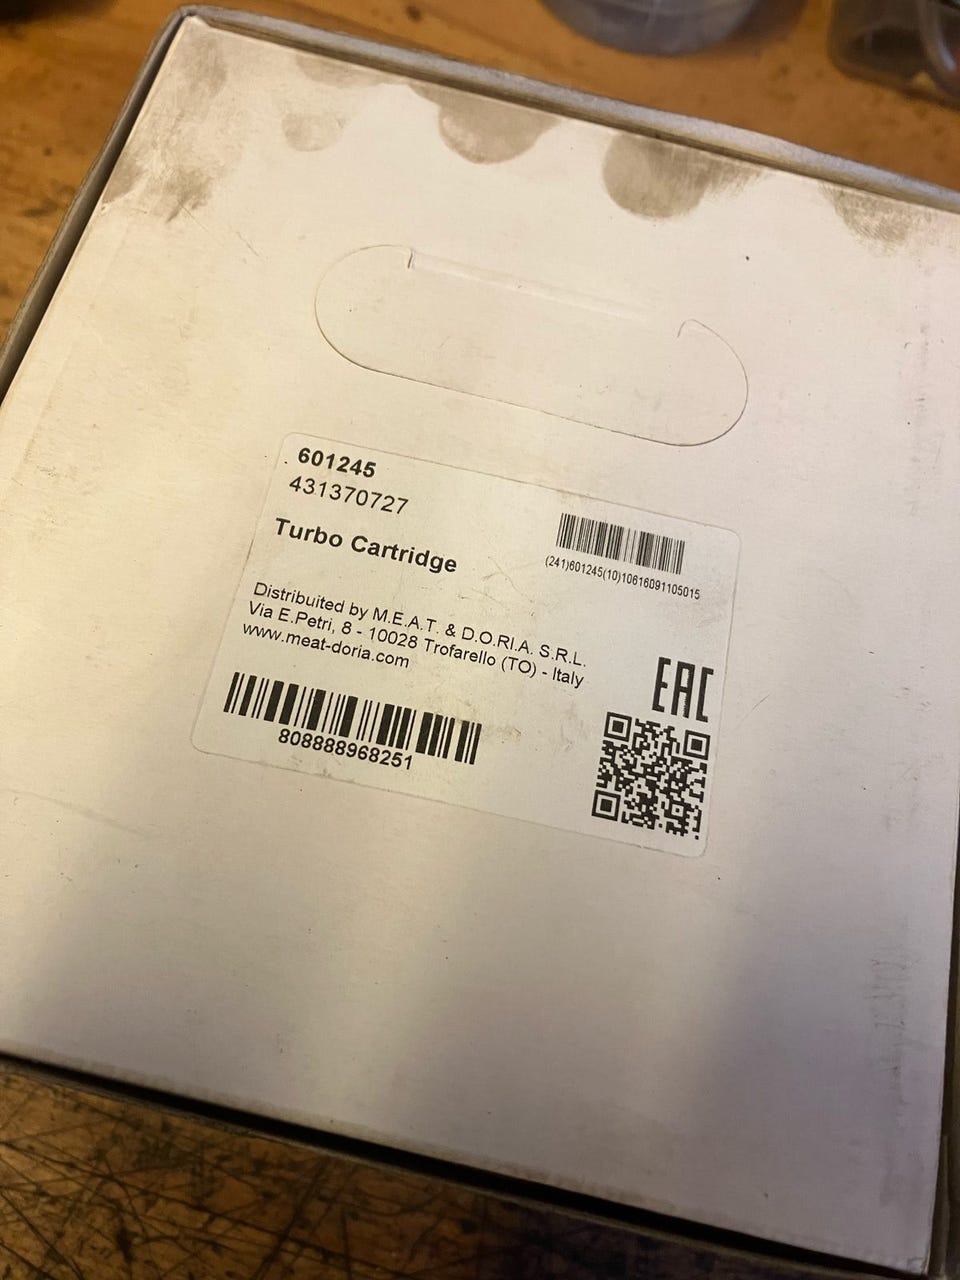 601245
431370727
Turbo Cartridge
(241)601245(10)10616091105015
Distribuited by M.E.A.T. & D.O.RI.A. S.R.L.
Via E.Petri, 8 - 10028 Trofarello (TO) - Italy
www.meat-doria.com
EAC
808888968251